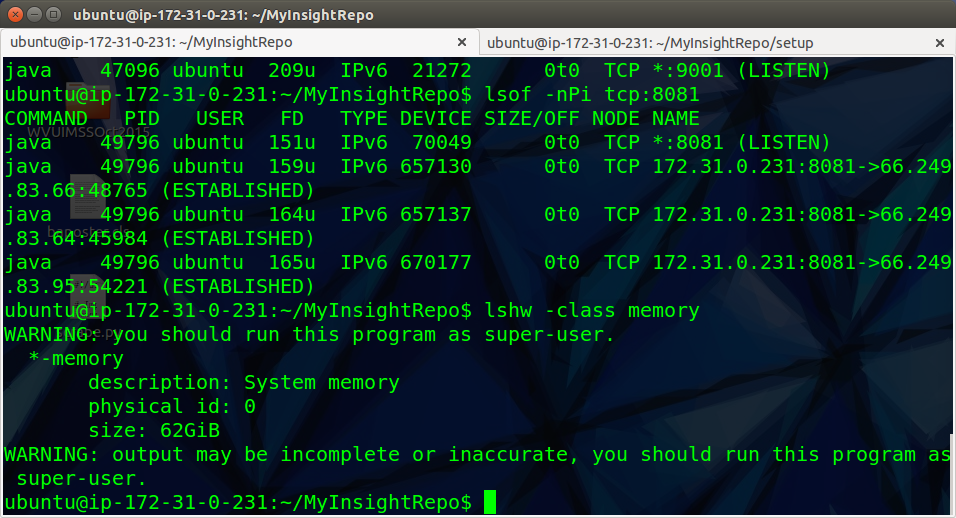 ubuntu@ip-172-31-0-231: ~/MyInsightRepo
ubuntu@ip-172-31-0-231: ~/MyInsightRepo × ubuntu@ip-172-31-0-231: ~/MyInsightRepo/setup ×
java     47096 ubuntu  209u  IPv6  21272      0t0  TCP *:9001 (LISTEN)
ubuntu@ip-172-31-0-231:~/MyInsightRepo$ lsof -nPi tcp:8081
COMMAND   PID   USER   FD   TYPE DEVICE SIZE/OFF NODE NAME
WVUIMSSOct2015
java    49796 ubuntu  151u  IPv6  70049      0t0  TCP *:8081 (LISTEN)
java    49796 ubuntu  159u  IPv6 657130      0t0  TCP 172.31.0.231:8081->66.249
.83.66:48765 (ESTABLISHED)
java    49796 ubuntu  164u  IPv6 657137      0t0  TCP 172.31.0.231:8081->66.249
.83.64:45984 (ESTABLISHED)
java    49796 ubuntu  165u  IPv6 670177      0t0  TCP 172.31.0.231:8081->66.249
.83.95:54221 (ESTABLISHED)
ubuntu@ip-172-31-0-231:~/MyInsightRepo$ lshw -class memory
WARNING: you should run this program as super-user.
  *-memory
       description: System memory
       physical id: 0
       size: 62GiB
WARNING: output may be incomplete or inaccurate, you should run this program as
 super-user.
ubuntu@ip-172-31-0-231:~/MyInsightRepo$